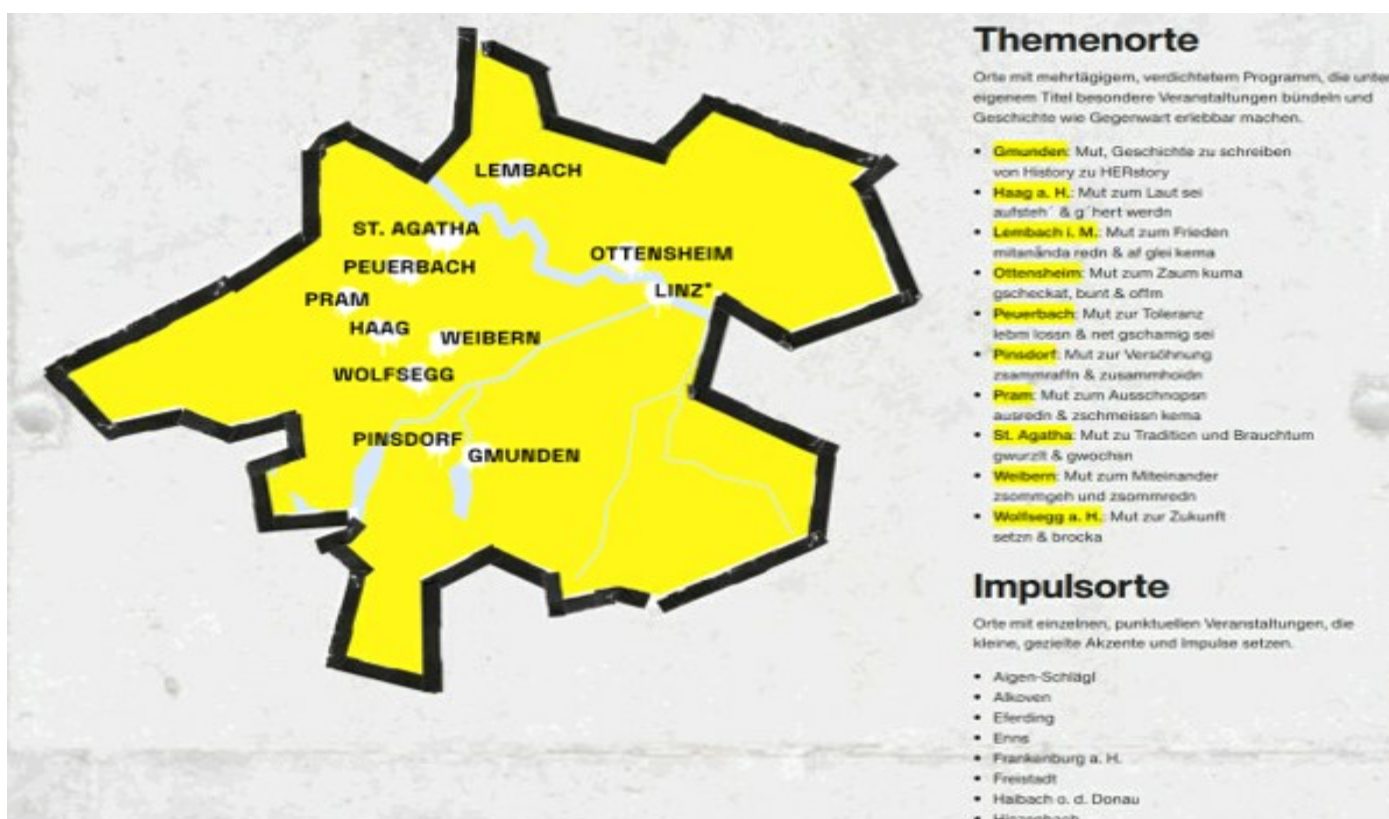 LEMBACH
ST. AGATHA
OTTENSHEIM
PEUERBACH
LINZ*
PRAM
HAAG
WEIBERN
WOLFSEGG
PINSDORF
GMUNDEN
Themenorte
Orte mit mehrtägigem, verdichtetem Programm, die unter
eigenem Titel besondere Veranstaltungen bündeln und
Geschichte wie Gegenwart erlebbar machen.
• Gmunden: Mut, Geschichte zu schreiben
von History zu HERstory
• Haag a. H.: Mut zum Laut sei
aufsteh´ & g´hert werdn
• Lembach i. M.: Mut zum Frieden
mitanånda redn & af glei kema
• Ottensheim: Mut zum Zaum kuma
gscheckat, bunt & offm
• Peuerbach: Mut zur Toleranz
lebm lossn & net gschamig sei
• Pinsdorf: Mut zur Versöhnung
zsammraffn & zusammhoidn
• Pram: Mut zum Ausschnopsn
ausredn & zschmeissn kema
• St. Agatha: Mut zu Tradition und Brauchtum
gwurzlt & gwochsn
• Weibern: Mut zum Miteinander
zsommgeh und zsommredn
• Wolfsegg a. H.: Mut zur Zukunft
setzn & brocka
Impulsorte
Orte mit einzelnen, punktuellen Veranstaltungen, die
kleine, gezielte Akzente und Impulse setzen.
• Aigen-Schlägl
• Alkoven
• Eferding
• Enns
• Frankenburg a. H.
• Freistadt
• Haibach o. d. Donau